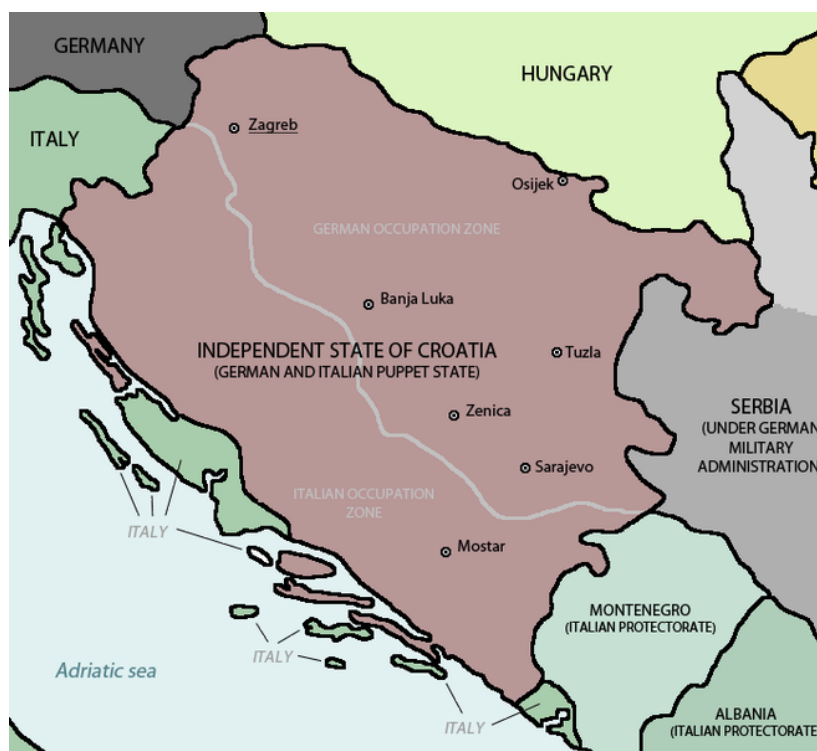 GERMANY
HUNGARY
ITALY
Zagreb
Osijek
GERMAN OCCUPATION ZONE
Banja Luka
INDEPENDENT STATE OF CROATIA
(GERMAN AND ITALIAN PUPPET STATE)
Tuzla
SERBIA
(UNDER GERMAN
MILITARY
ADMINISTRATION)
Zenica
Sarajevo
ITALIAN OCCUPATION
ZONE
ITALY
Mostar
MONTENEGRO
(ITALIAN PROTECTORATE)
ITALY
Adriatic sea
ITALY
ALBANIA
(ITALIAN PROTECTORATE)